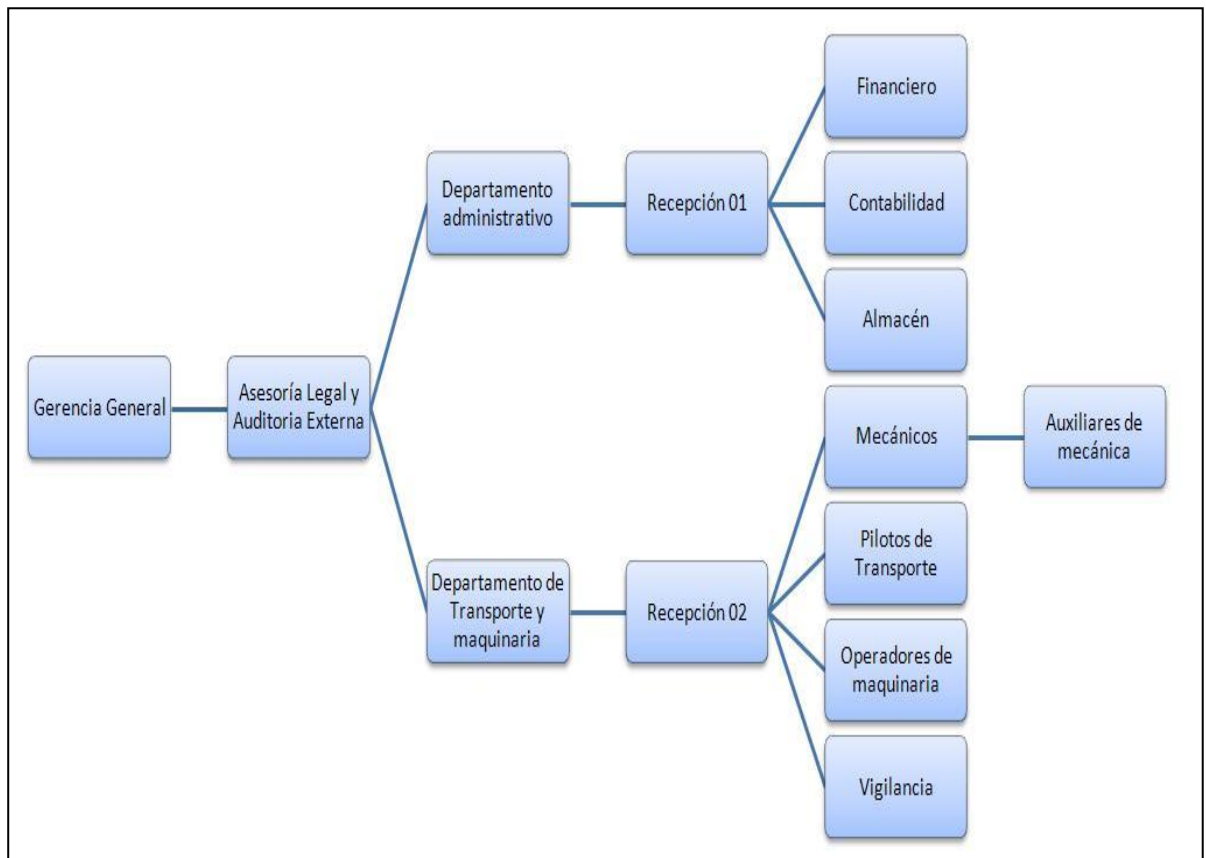 Gerencia General
Asesoría Legal y
Auditoria Externa
Departamento
administrativo
Recepción 01
Financiero
Contabilidad
Almacén
Departamento de
Transporte y
maquinaria
Recepción 02
Mecánicos
Auxiliares de
mecánica
Pilotos de
Transporte
Operadores de
maquinaria
Vigilancia